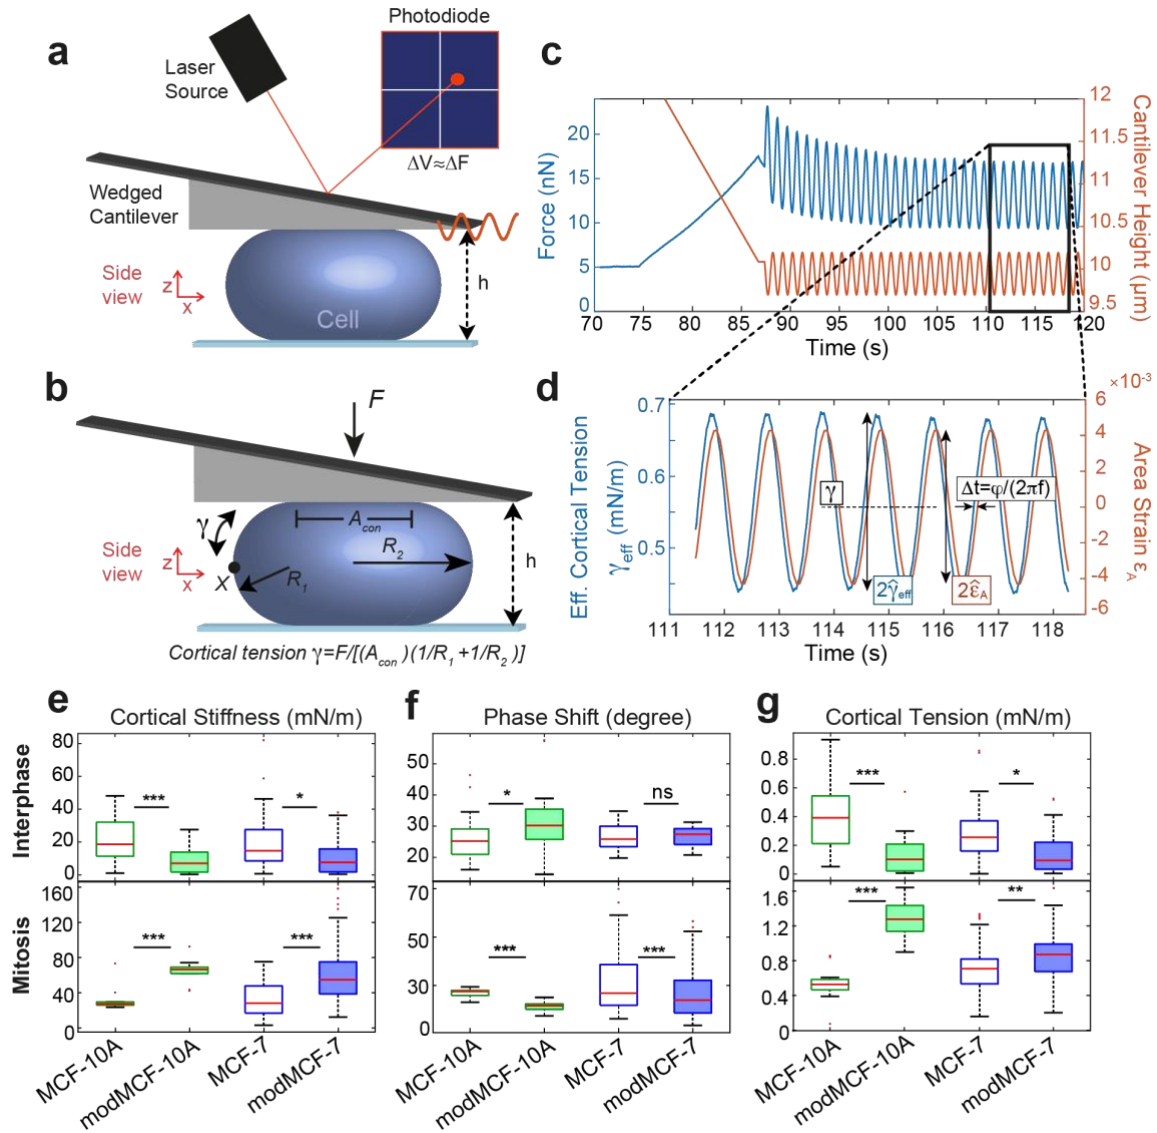 a
Laser
Source
Photodiode
ΔV≈ΔF
Wedged
Cantilever
Side
view
z
x
Cell
h
b
F
γ
A_con
R_2
X
R_1
h
Side
view
z
x
Cortical tension γ=F/[(A_con)(1/R_1 +1/R_2 )]
c
Force (nN)
20
15
10
5
0
70 75 80 85 90 95 100 105 110 115 120
Time (s)
12
11.5
11
10.5
10
9.5
Cantilever Height (μm)
d
Eff. Cortical Tension
γ_eff (mN/m)
0.7
0.6
0.5
γ
Δt=φ/(2πf)
2γ̂_eff
2ε̂_A
111 112 113 114 115 116 117 118
Time (s)
×10⁻³
6
4
2
0
-2
-4
-6
Area
Strain ε_A
e
Cortical Stiffness (mN/m)
Interphase
80
60
40
20
0
***
*
Mitosis
160
120
80
40
0
***
***
MCF-10A
modMCF-10A
MCF-7
modMCF-7
f
Phase Shift (degree)
50
40
30
20
*
ns
70
50
30
0
***
***
MCF-10A
modMCF-10A
MCF-7
modMCF-7
g
Cortical Tension (mN/m)
0.8
0.6
0.4
0.2
0
***
*
1.6
1.2
0.8
0.4
0
***
**
MCF-10A
modMCF-10A
MCF-7
modMCF-7